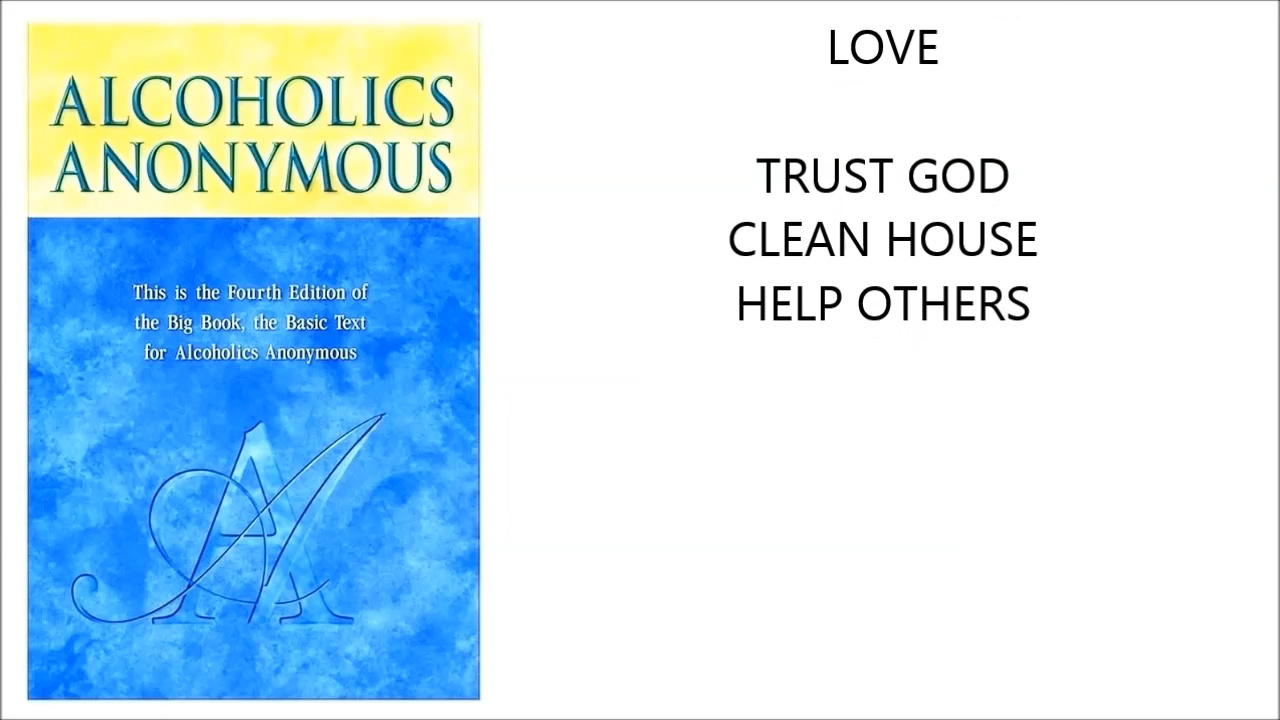 ALCOHOLICS
ANONYMOUS
This is the Fourth Edition of
the Big Book, the Basic Text
for Alcoholics Anonymous
AA
LOVE
TRUST GOD
CLEAN HOUSE
HELP OTHERS